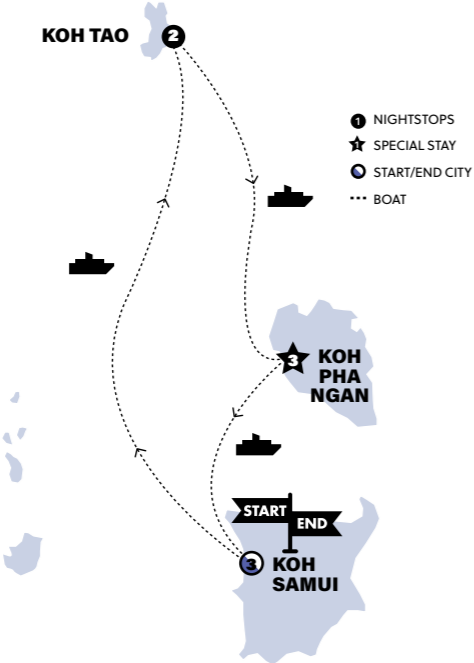 KOH TAO
2
1 NIGHTSTOPS
1 SPECIAL STAY
START/END CITY
BOAT
3
KOH
PHA
NGAN
START
END
3
KOH
SAMUI